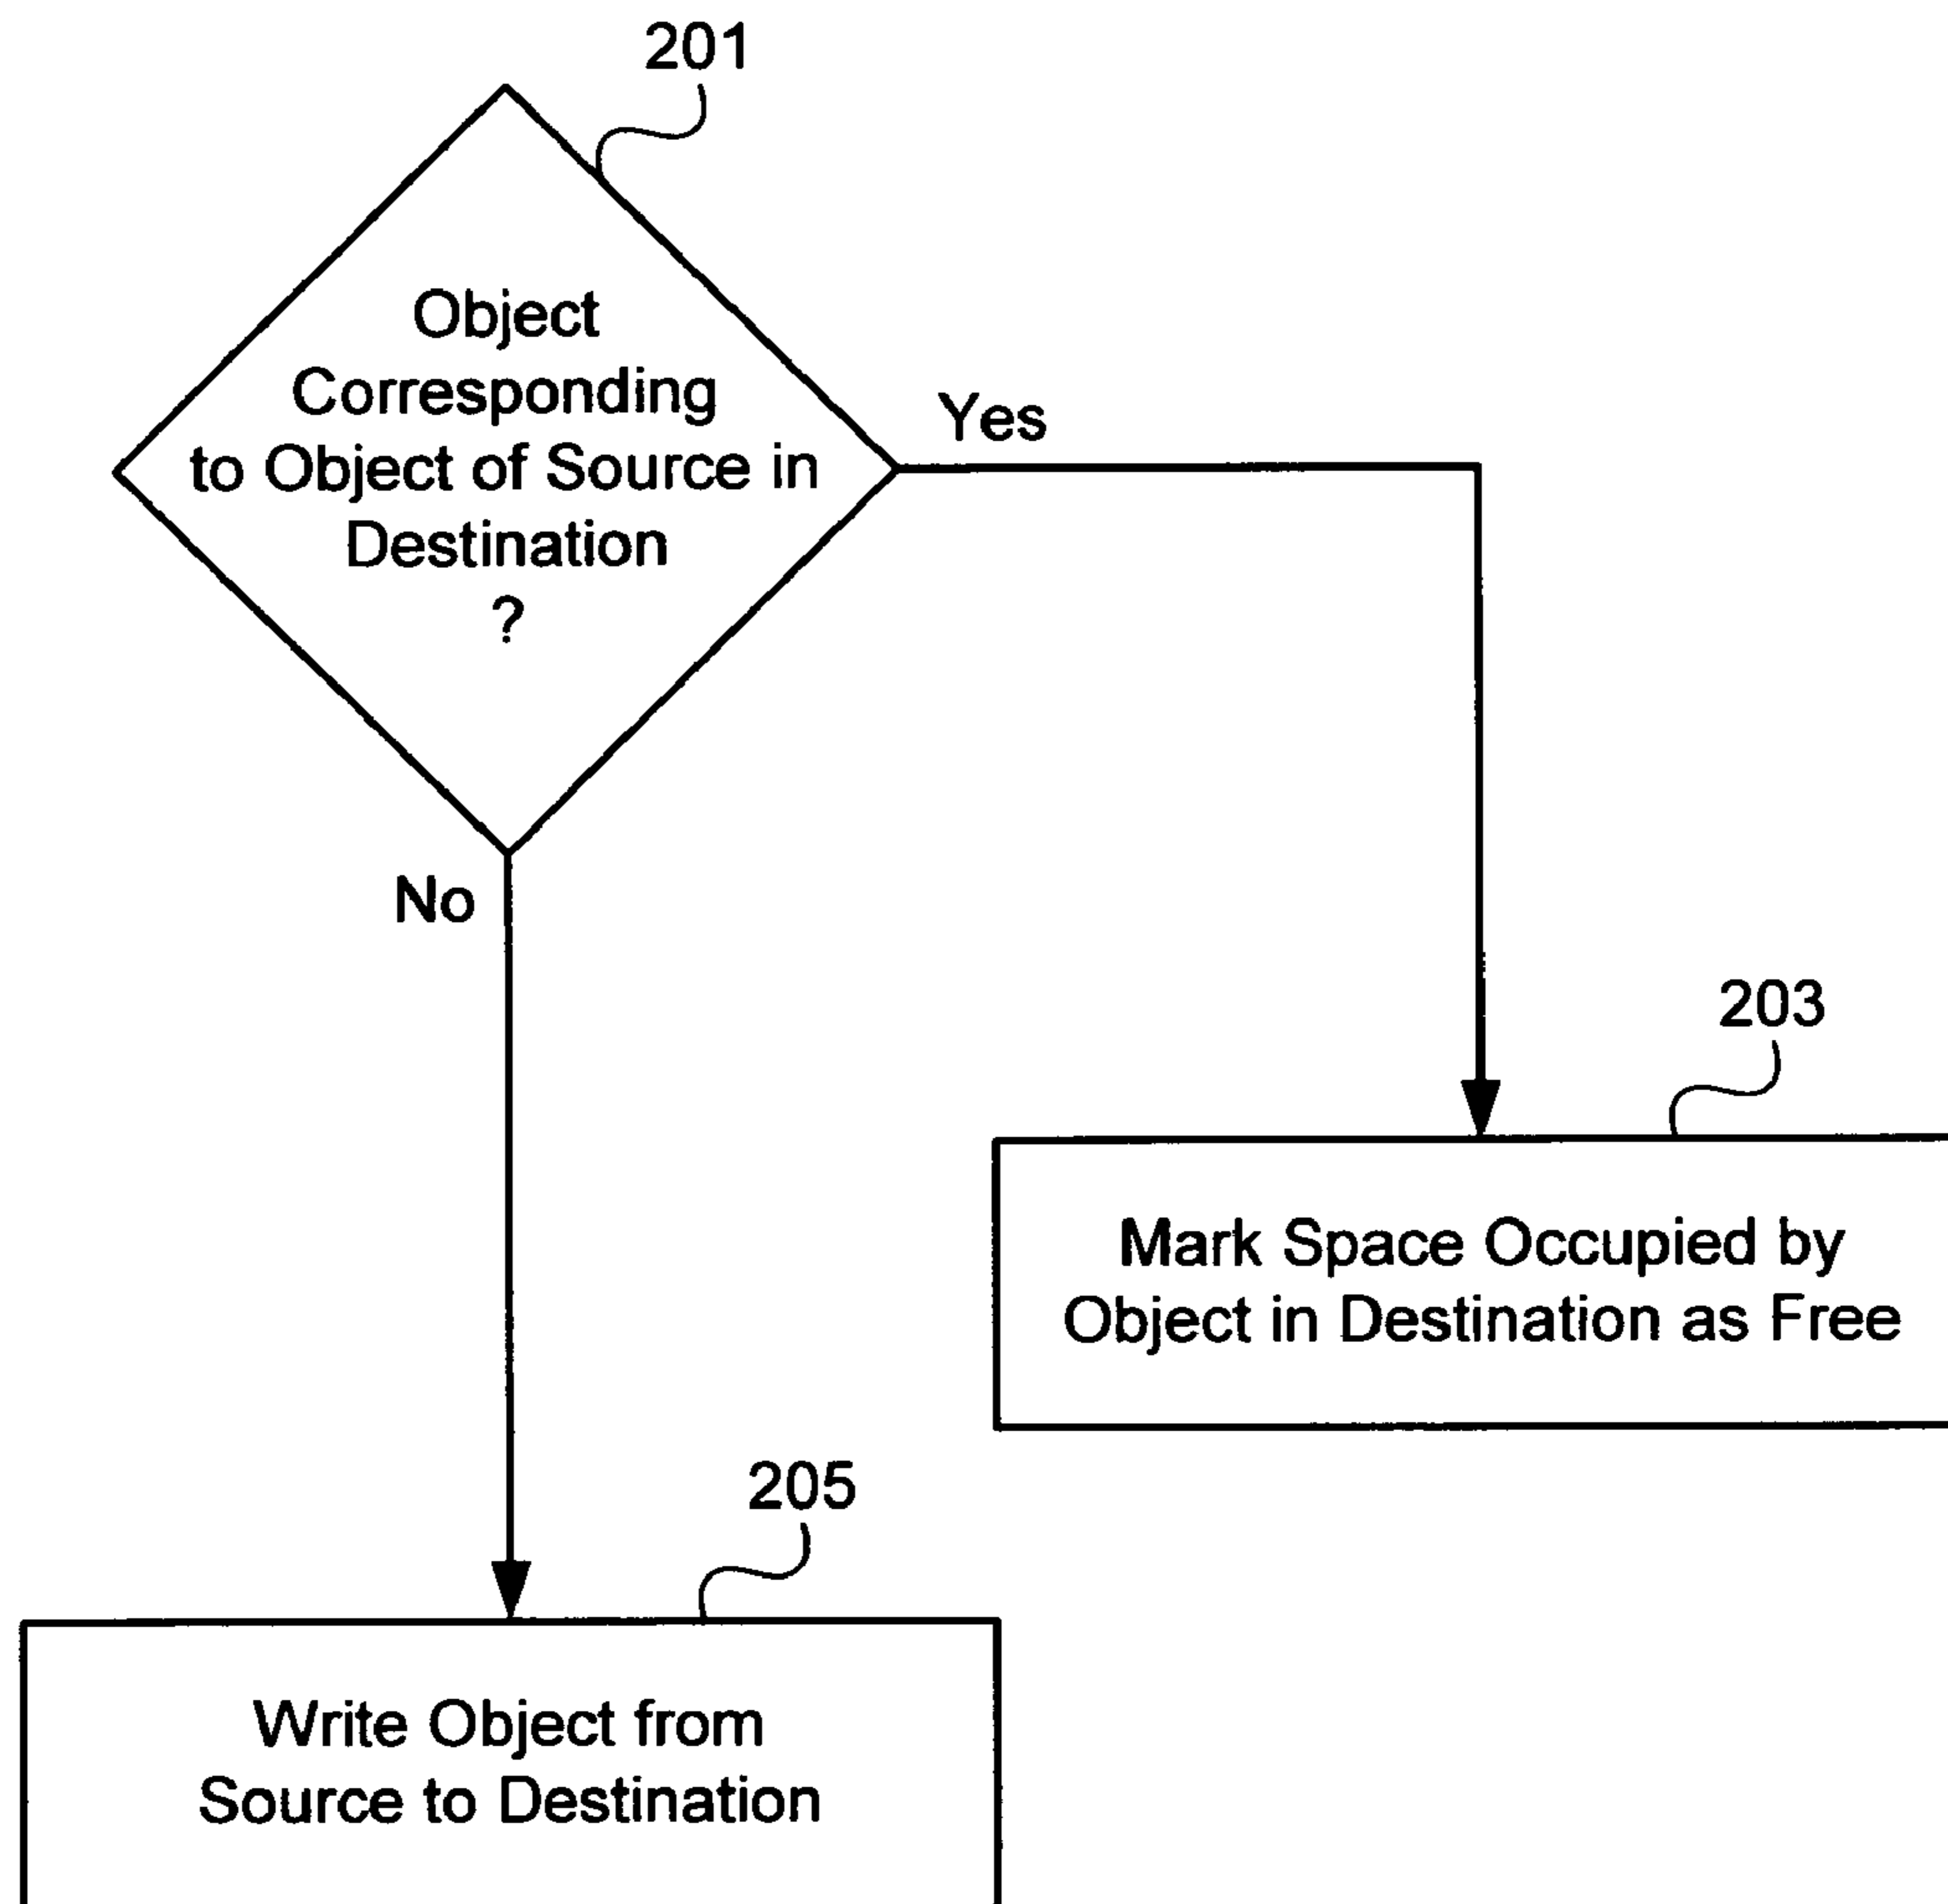 201
Object
Corresponding
to Object of Source in
Destination
?
Yes
No
203
Mark Space Occupied by
Object in Destination as Free
205
Write Object from
Source to Destination